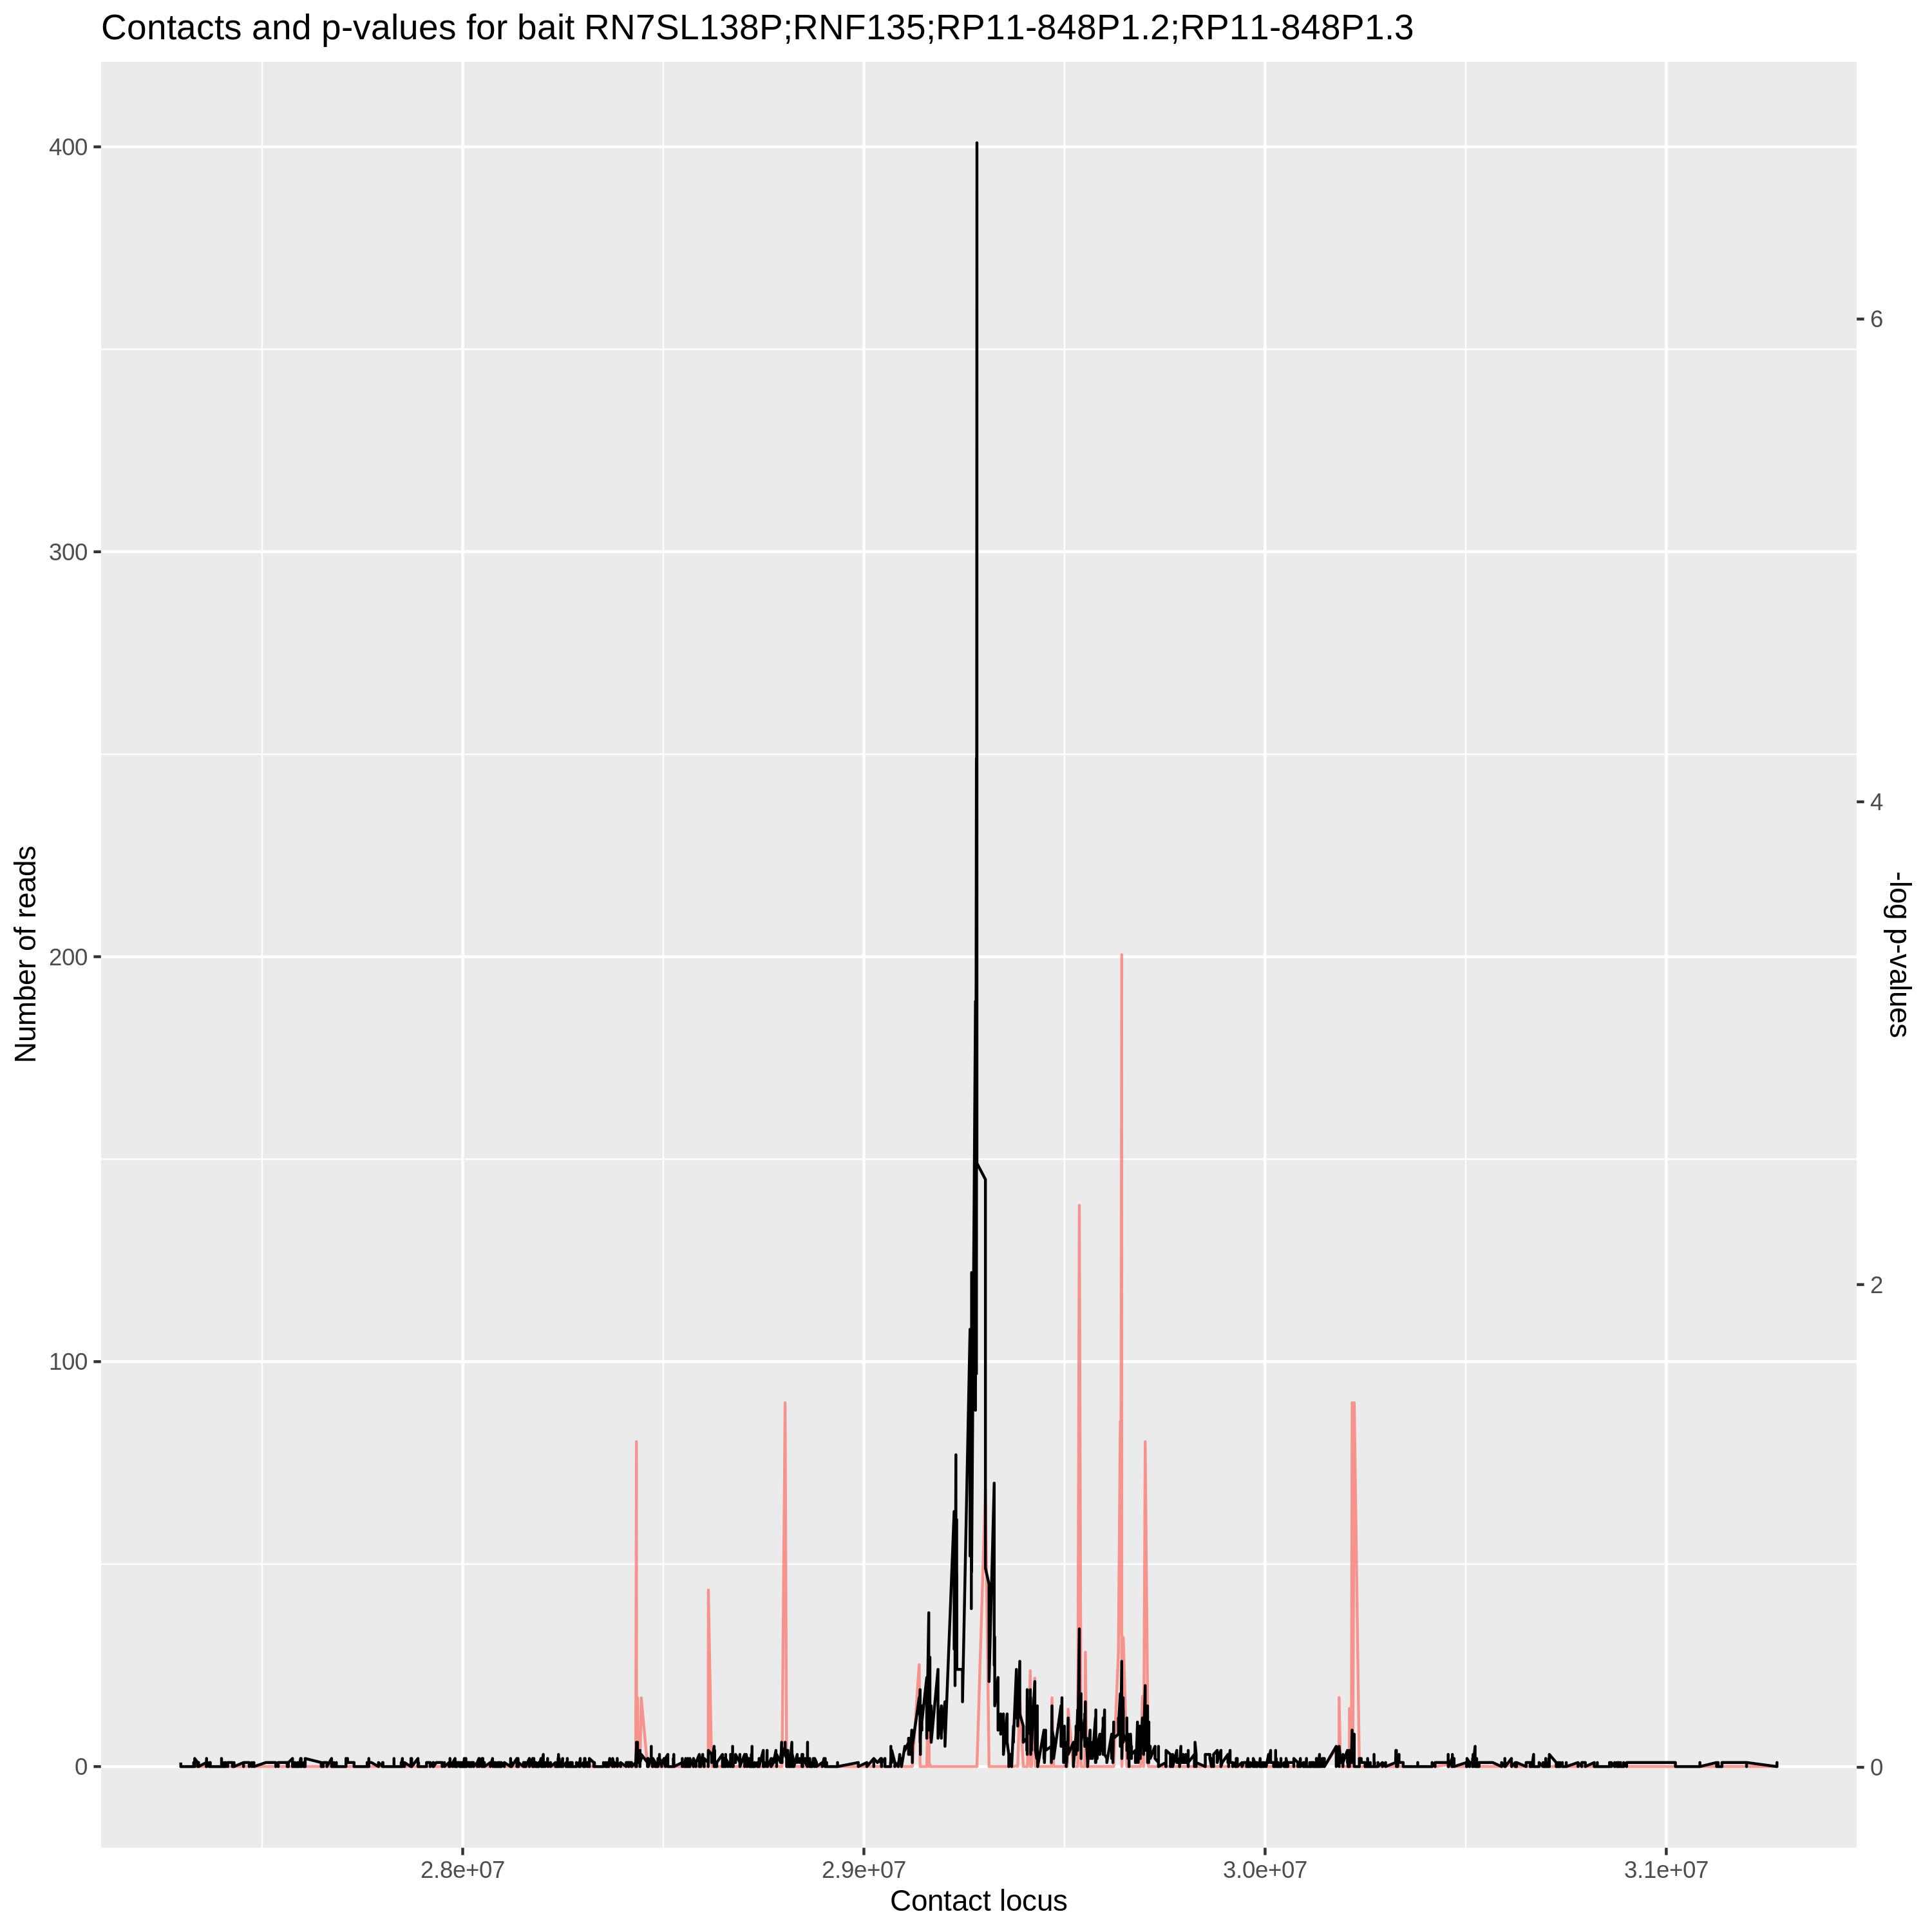 Contacts and p-values for bait RN7SL138P;RNF135;RP11-848P1.2;RP11-848P1.3
400
300
200
100
0
Number of reads
6
4
2
0
-log p-values
2.8e+07
2.9e+07
3.0e+07
3.1e+07
Contact locus